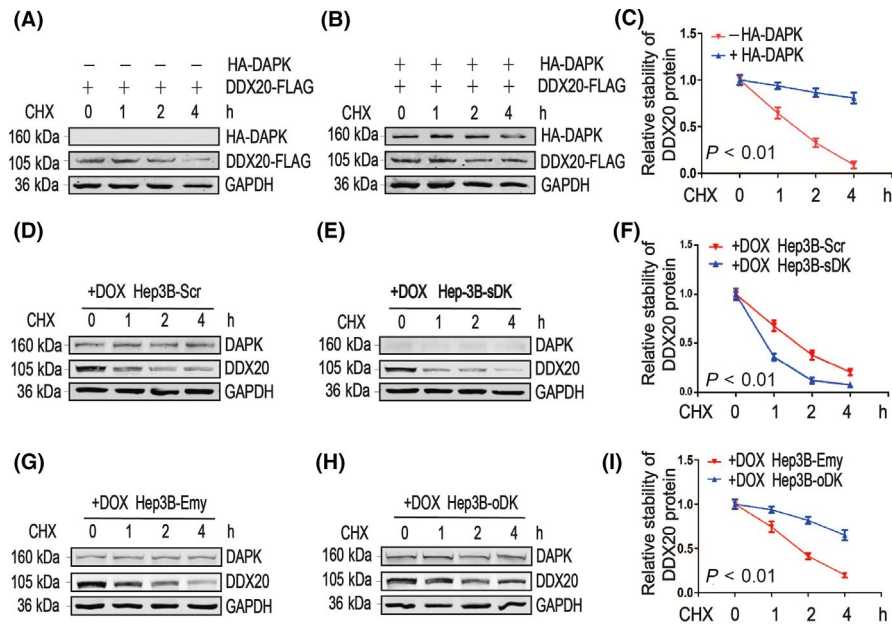 (A)
− − − − HA-DAPK
+ + + + DDX20-FLAG
CHX 0 1 2 4 h
160 kDa HA-DAPK
105 kDa DDX20-FLAG
36 kDa GAPDH
(B)
+ + + + HA-DAPK
+ + + + DDX20-FLAG
CHX 0 1 2 4 h
160 kDa HA-DAPK
105 kDa DDX20-FLAG
36 kDa GAPDH
(C)
Relative stability of
DDX20 protein
1.5
1.0
0.5
0.0
− HA-DAPK
+ HA-DAPK
P < 0.01
CHX 0 1 2 4 h
(D)
+DOX Hep3B-Scr
CHX 0 1 2 4 h
160 kDa DAPK
105 kDa DDX20
36 kDa GAPDH
(E)
+DOX Hep-3B-sDK
CHX 0 1 2 4 h
160 kDa DAPK
105 kDa DDX20
36 kDa GAPDH
(F)
Relative stability of
DDX20 protein
1.5
1.0
0.5
0.0
+DOX Hep3B-Scr
+DOX Hep3B-sDK
P < 0.01
CHX 0 1 2 4 h
(G)
+DOX Hep3B-Emy
CHX 0 1 2 4 h
160 kDa DAPK
105 kDa DDX20
36 kDa GAPDH
(H)
+DOX Hep3B-oDK
CHX 0 1 2 4 h
160 kDa DAPK
105 kDa DDX20
36 kDa GAPDH
(I)
Relative stability of
DDX20 protein
1.5
1.0
0.5
0.0
+DOX Hep3B-Emy
+DOX Hep3B-oDK
P < 0.01
CHX 0 1 2 4 h